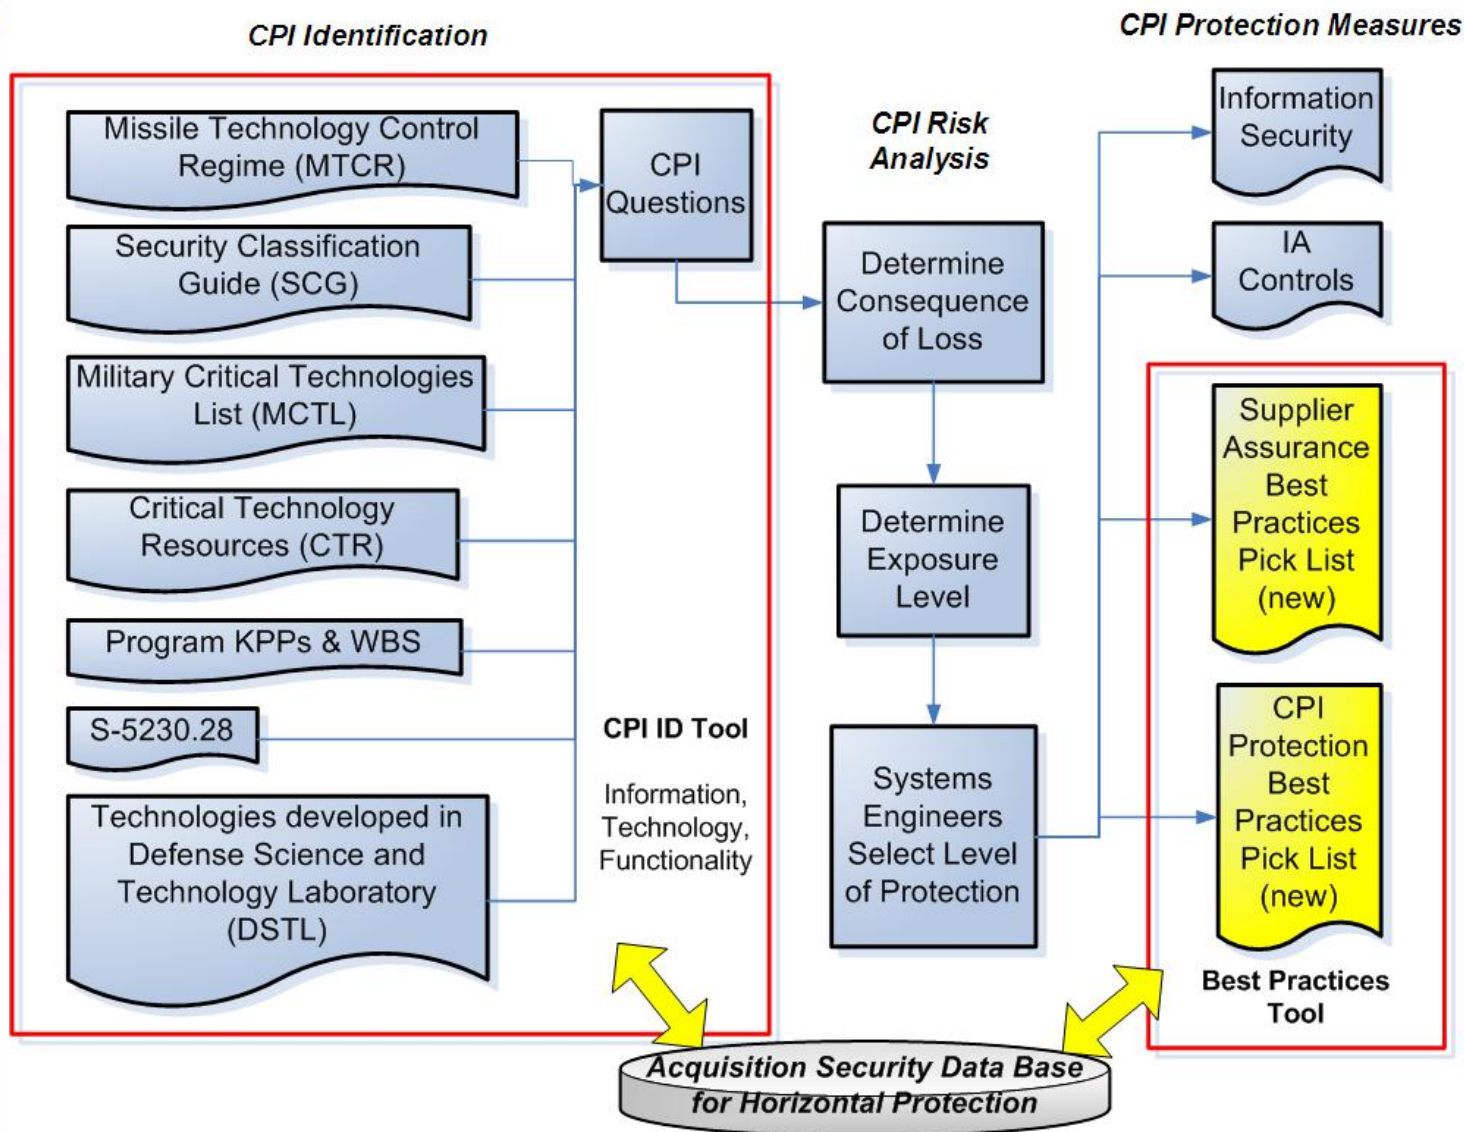 CPI Identification
Missile Technology Control
Regime (MTCR)
Security Classification
Guide (SCG)
Military Critical Technologies
List (MCTL)
Critical Technology
Resources (CTR)
Program KPPs & WBS
S-5230.28
Technologies developed in
Defense Science and
Technology Laboratory
(DSTL)
CPI
Questions
CPI ID Tool
Information,
Technology,
Functionality
CPI Risk
Analysis
Determine
Consequence
of Loss
Determine
Exposure
Level
Systems
Engineers
Select Level
of Protection
CPI Protection Measures
Information
Security
IA
Controls
Supplier
Assurance
Best
Practices
Pick List
(new)
CPI
Protection
Best
Practices
Pick List
(new)
Best Practices
Tool
Acquisition Security Data Base
for Horizontal Protection